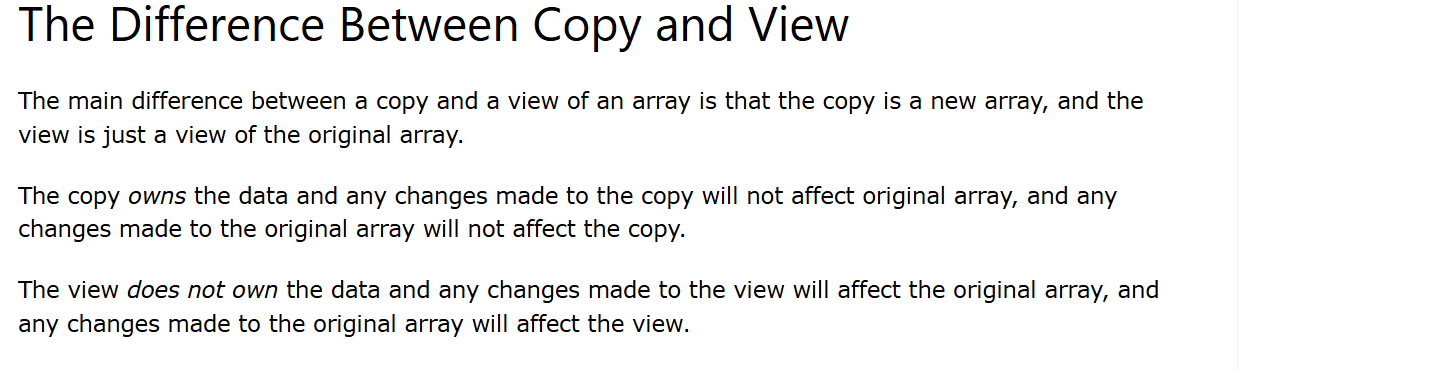 The Difference Between Copy and View
The main difference between a copy and a view of an array is that the copy is a new array, and the
view is just a view of the original array.
The copy owns the data and any changes made to the copy will not affect original array, and any
changes made to the original array will not affect the copy.
The view does not own the data and any changes made to the view will affect the original array, and
any changes made to the original array will affect the view.